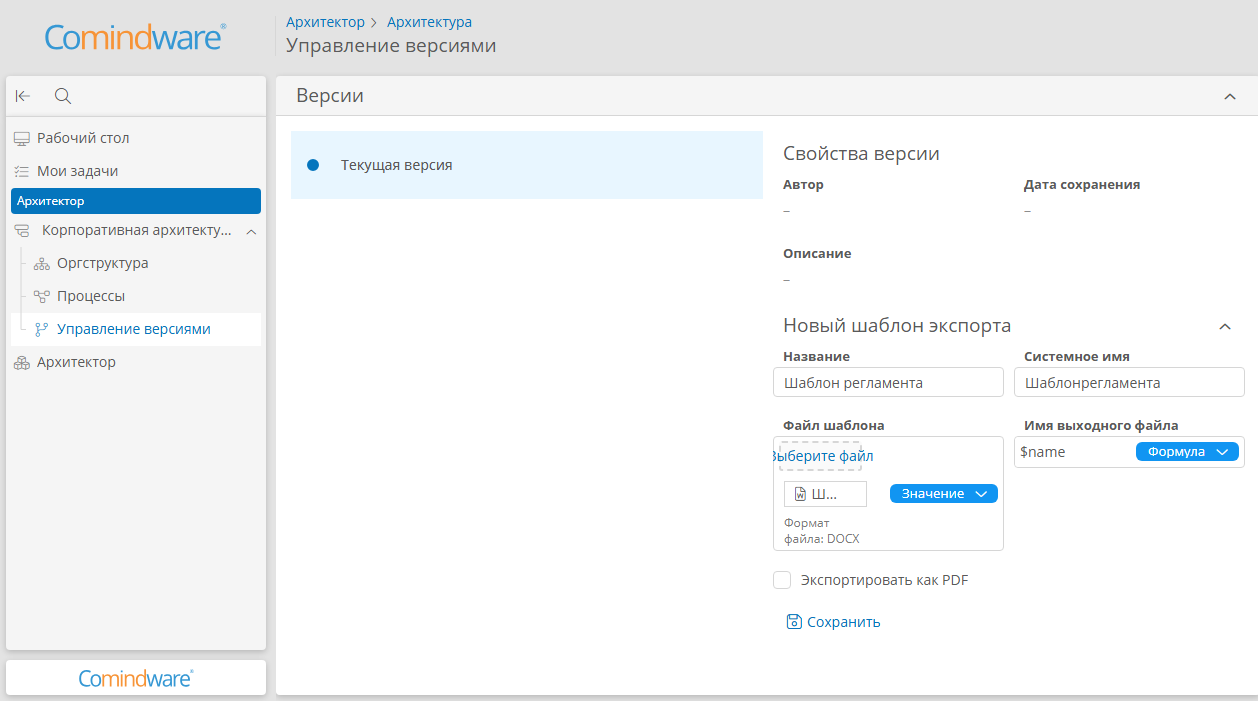 Comindware®
Архитектор > Архитектура
Управление версиями
Рабочий стол
Мои задачи
Архитектор
Корпоративная архитекту...
Оргструктура
Процессы
Управление версиями
Архитектор
Comindware®
Версии
Текущая версия
Свойства версии
Автор
Дата сохранения
–
–
Описание
–
Новый шаблон экспорта
Название
Системное имя
Шаблон регламента
Шаблонрегламента
Файл шаблона
Имя выходного файла
Выберите файл
$name
Формула
Ш...
Значение
Формат
файла: DOCX
Экспортировать как PDF
Сохранить